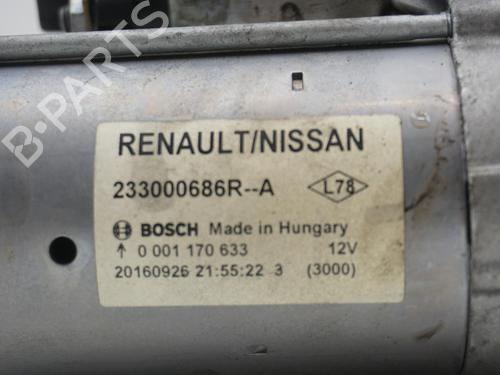 B-PARTS
RENAULT/NISSAN
233000686R--A L78
BOSCH Made in Hungary
↑ 0 001 170 633 12V
20160926 21:55:22 3 (3000)